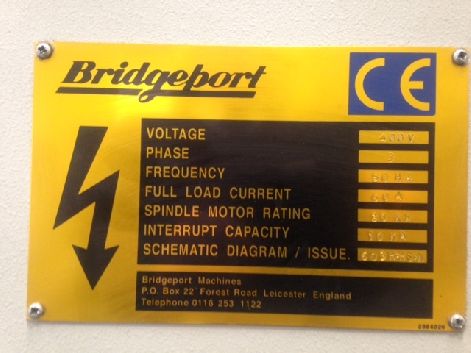 Bridgeport
CE
VOLTAGE
PHASE 3
FREQUENCY
FULL LOAD CURRENT
SPINDLE MOTOR RATING
INTERRUPT CAPACITY
SCHEMATIC DIAGRAM / ISSUE.
Bridgeport Machines
P.O. Box 22 Forest Road Leicester England
Telephone 0116 253 1122